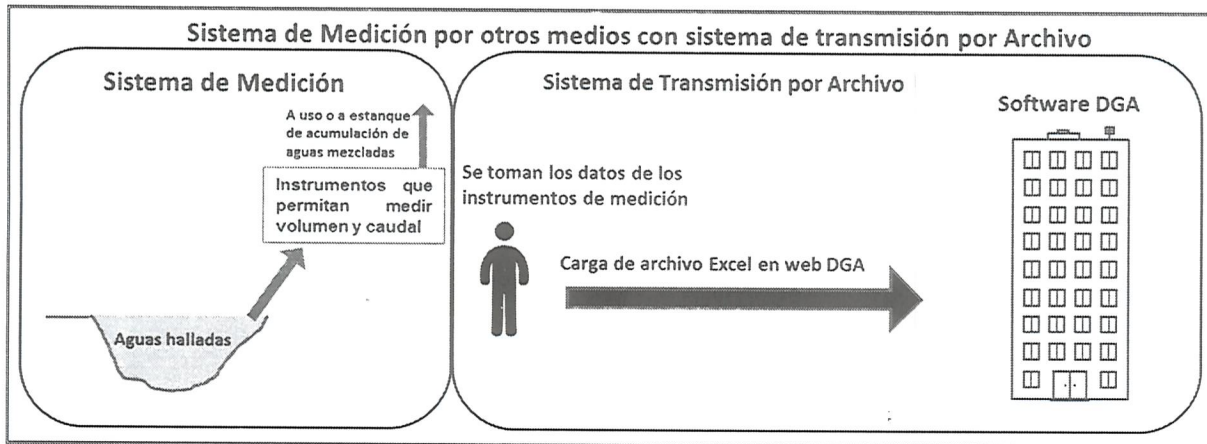 Sistema de Medición por otros medios con sistema de transmisión por Archivo
Sistema de Medición
A uso o a estanque
de acumulación de
aguas mezcladas
Instrumentos que
permitan medir
volumen y caudal
Aguas halladas
Sistema de Transmisión por Archivo
Se toman los datos de los
instrumentos de medición
Carga de archivo Excel en web DGA
Software DGA